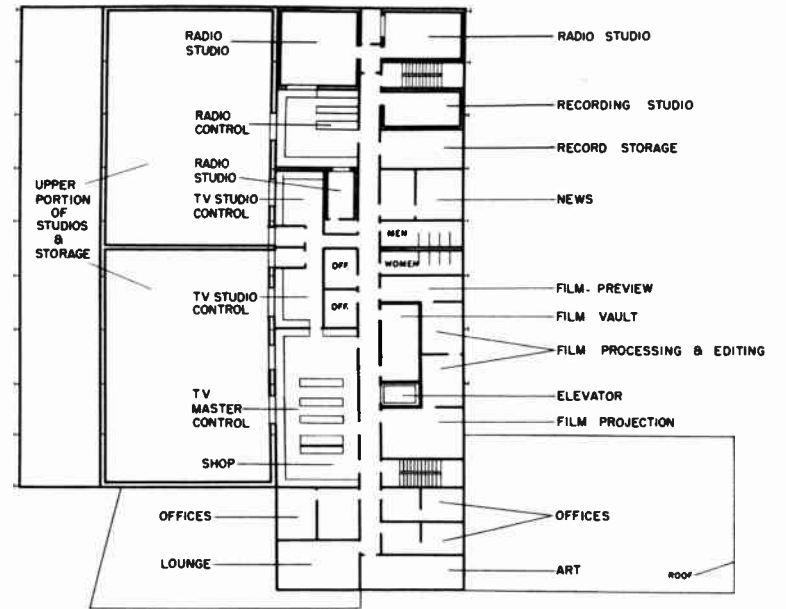 RADIO
STUDIO
RADIO STUDIO
RECORDING STUDIO
RADIO
CONTROL
RECORD STORAGE
RADIO
STUDIO
UPPER
PORTION
OF
STUDIOS
&
STORAGE
TV STUDIO
CONTROL
NEWS
MEN
WOMEN
OFF.
OFF.
TV STUDIO
CONTROL
FILM- PREVIEW
FILM VAULT
FILM PROCESSING & EDITING
ELEVATOR
TV
MASTER
CONTROL
FILM PROJECTION
SHOP
OFFICES
OFFICES
LOUNGE
ART
ROOF